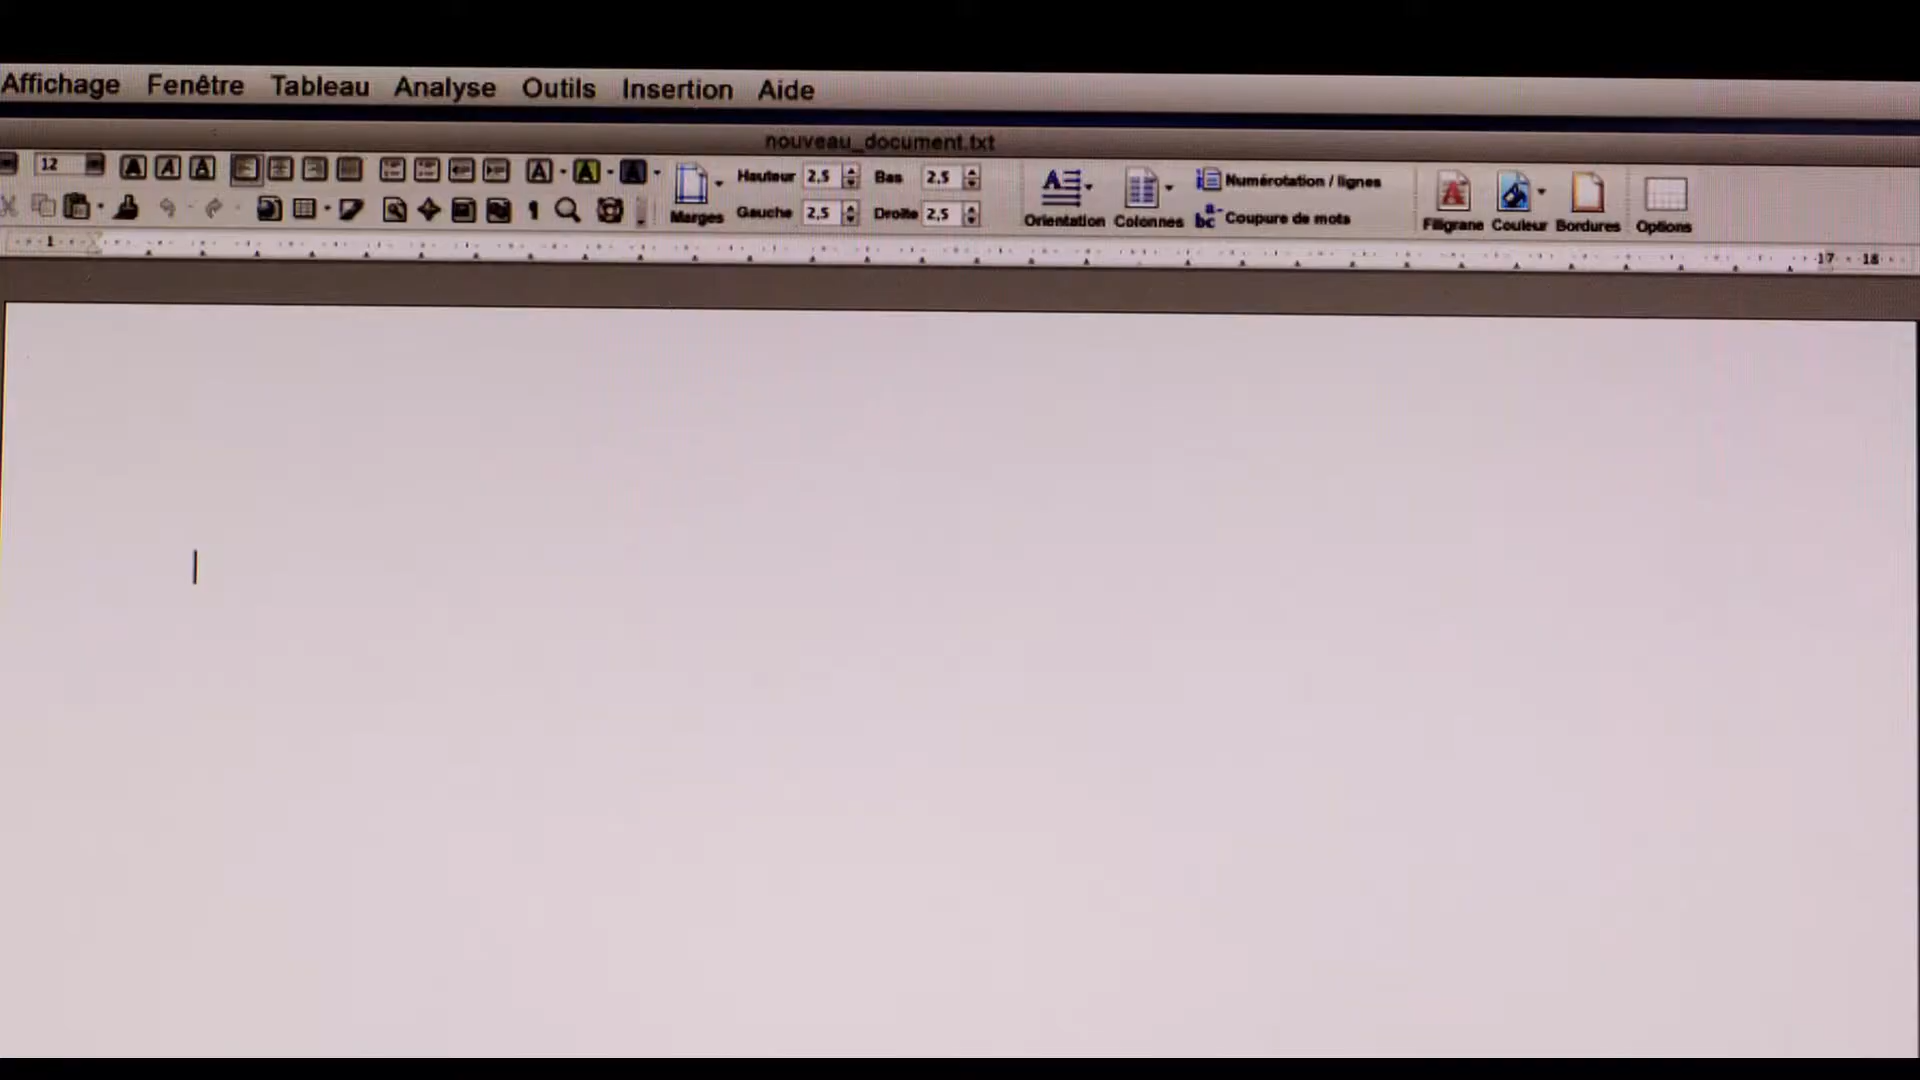 Affichage Fenêtre Tableau Analyse Outils Insertion Aide
nouveau_document.txt
12
Hauteur 2,5 Bas 2,5
Gauche 2,5 Droite 2,5
Marges
Orientation
Colonnes
Numérotation / lignes
Coupure de mots
Filigrane
Couleur
Bordures
Options
1 17 18